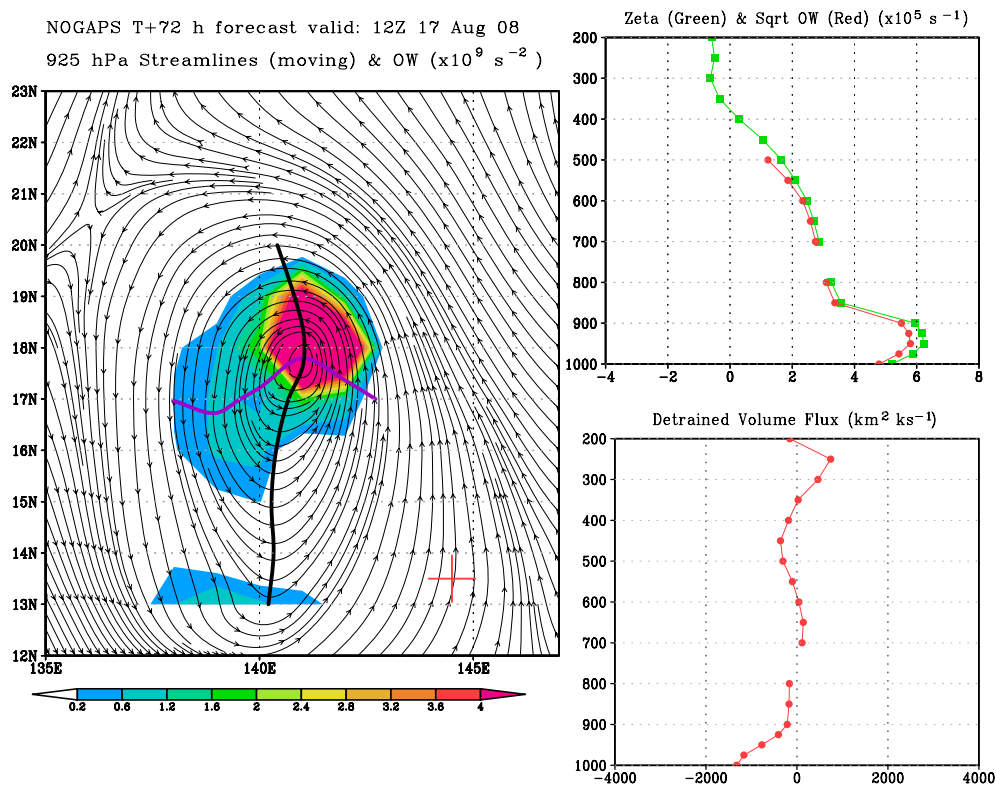 NOGAPS T+72 h forecast valid: 12Z 17 Aug 08
925 hPa Streamlines (moving) & OW (x10⁹ s⁻²)
23N
22N
21N
20N
19N
18N
17N
16N
15N
14N
13N
12N
135E 140E 145E
0.2 0.6 1.2 1.6 2 2.4 2.8 3.2 3.6 4
Zeta (Green) & Sqrt OW (Red) (x10⁵ s⁻¹)
200
300
400
500
600
700
800
900
1000
-4 -2 0 2 4 6 8
Detrained Volume Flux (km² ks⁻¹)
200
300
400
500
600
700
800
900
1000
-4000 -2000 0 2000 4000